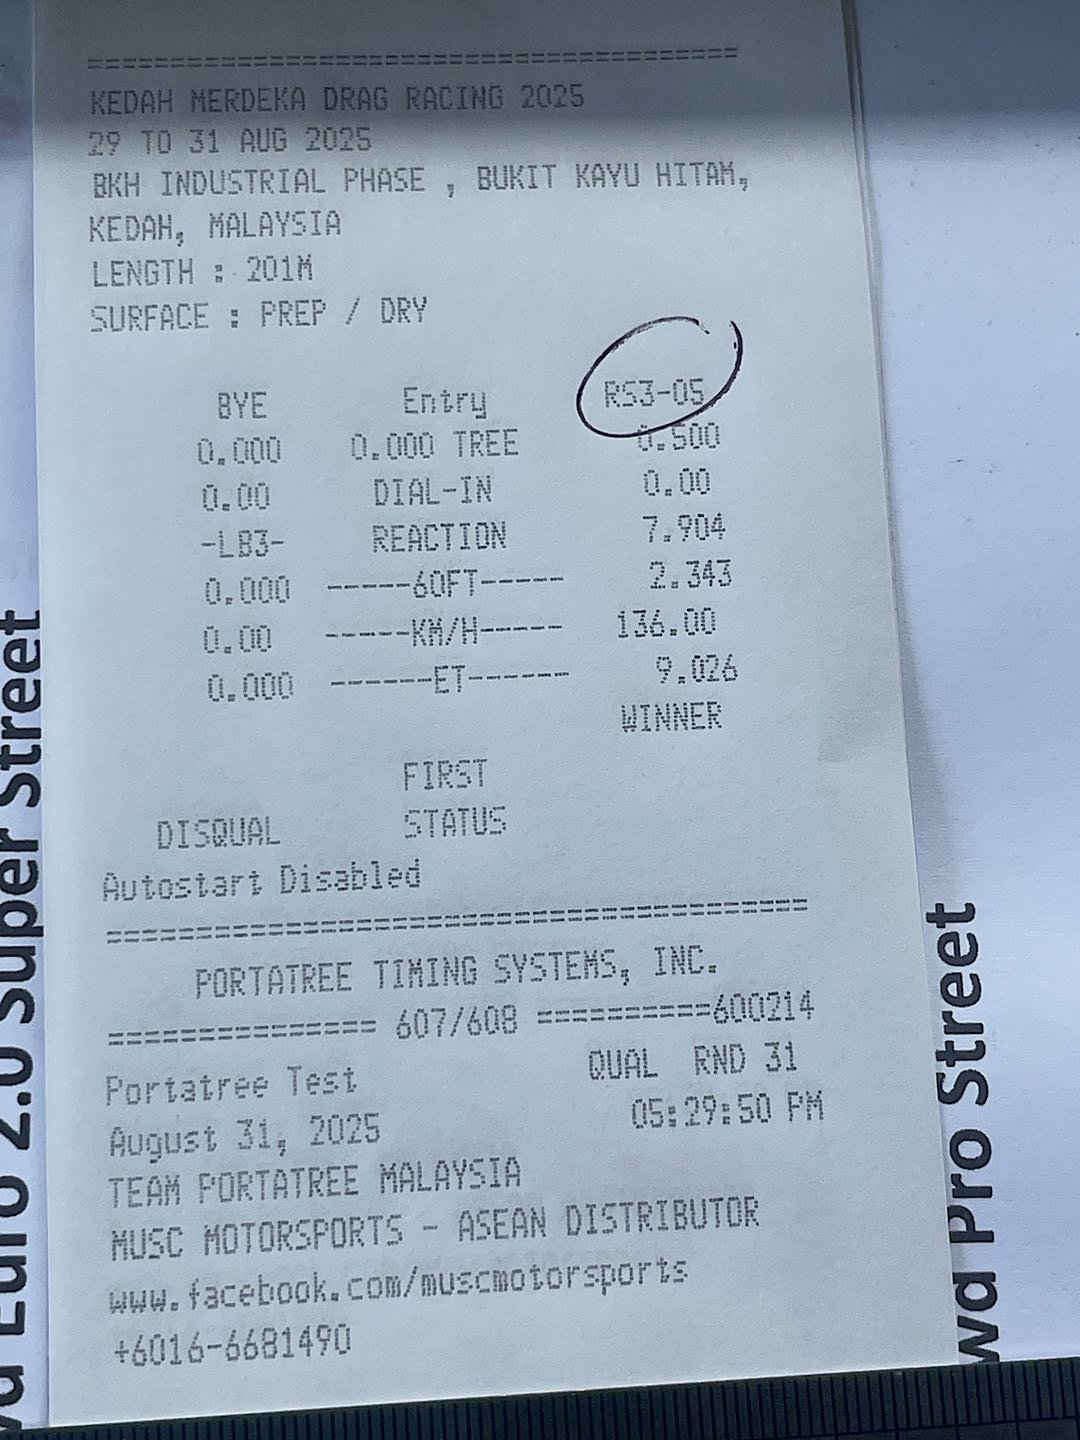 =======================================
KEDAH MERDEKA DRAG RACING 2025
29 TO 31 AUG 2025
BKH INDUSTRIAL PHASE , BUKIT KAYU HITAM,
KEDAH, MALAYSIA
LENGTH : 201M
SURFACE : PREP / DRY
BYE Entry RS3-05
0.000 0.000 TREE 0.500
0.00 DIAL-IN 0.00
-LB3- REACTION 7.904
0.000 -----60FT----- 2.343
0.00 -----KM/H----- 136.00
0.000 ------ET------ 9.026
WINNER
FIRST
DISQUAL STATUS
Autostart Disabled
=======================================
PORTATREE TIMING SYSTEMS, INC.
=============== 607/608 ==========600214
Portatree Test QUAL RND 31
August 31, 2025 05:29:50 PM
TEAM PORTATREE MALAYSIA
MUSC MOTORSPORTS - ASEAN DISTRIBUTOR
www.facebook.com/muscmotorsports
+6016-6681490
Euro 2.0 Super Street
wd Pro Street